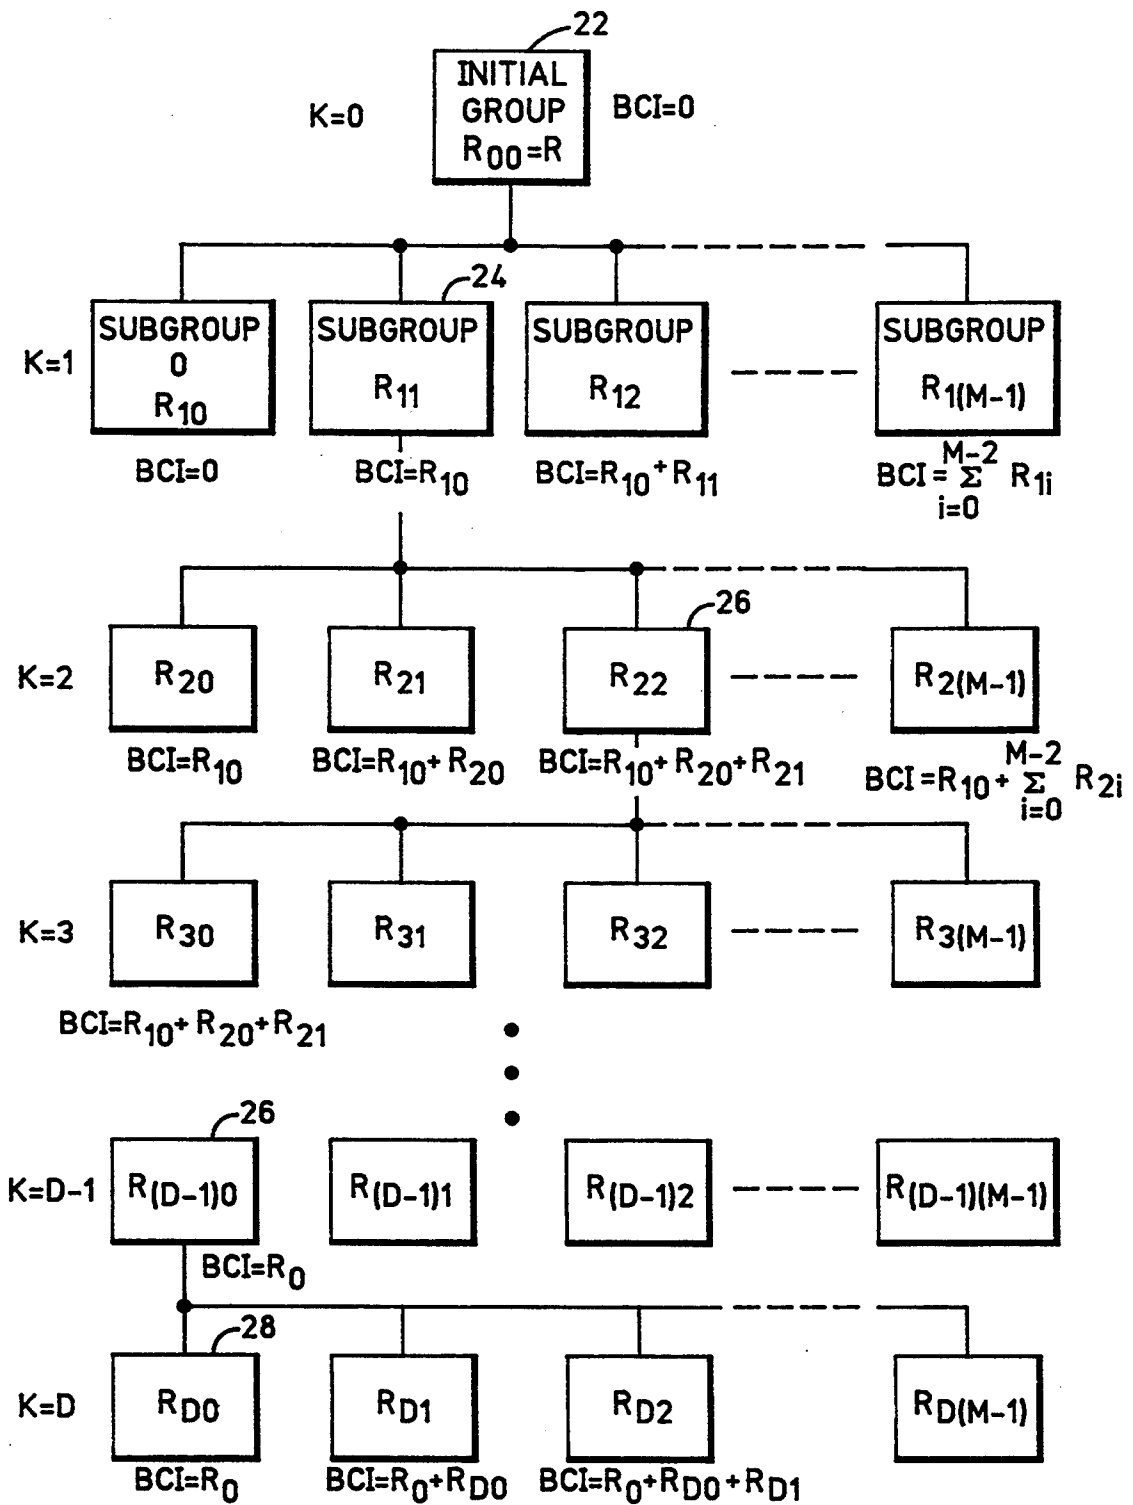 22
INITIAL
GROUP
R00=R
K=0
BCI=0
24
K=1
SUBGROUP
0
R10
SUBGROUP
R11
SUBGROUP
R12
SUBGROUP
R1(M-1)
BCI=0
BCI=R10
BCI=R10+R11
M-2
BCI=Σ R1i
i=0
26
K=2
R20
R21
R22
R2(M-1)
BCI=R10
BCI=R10+R20
BCI=R10+R20+R21
M-2
BCI=R10+Σ R2i
i=0
K=3
R30
R31
R32
R3(M-1)
BCI=R10+R20+R21
26
K=D-1
R(D-1)0
R(D-1)1
R(D-1)2
R(D-1)(M-1)
BCI=R0
28
K=D
RD0
RD1
RD2
RD(M-1)
BCI=R0
BCI=R0+RD0
BCI=R0+RD0+RD1